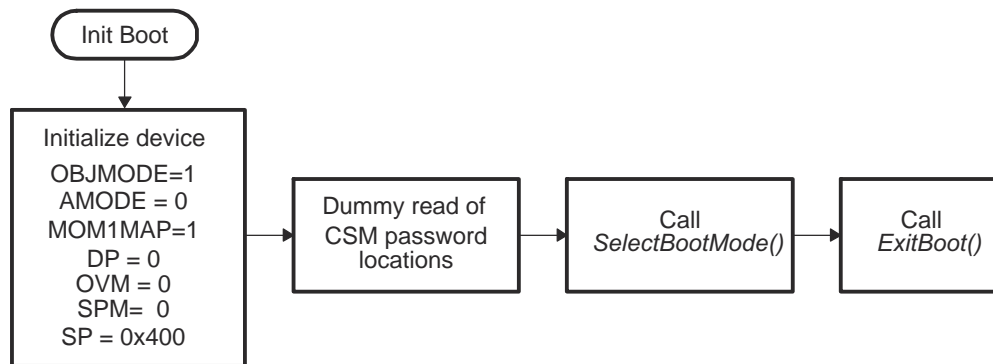 Init Boot
Initialize device
OBJMODE=1
AMODE = 0
MOM1MAP=1
DP = 0
OVM = 0
SPM= 0
SP = 0x400
Dummy read of
CSM password
locations
Call
SelectBootMode()
Call
ExitBoot()